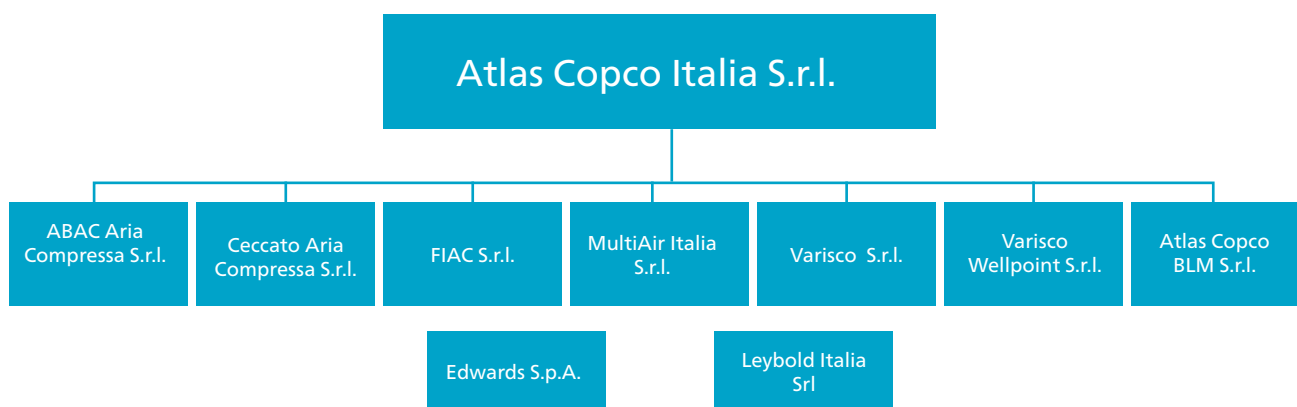 Atlas Copco Italia S.r.l.
ABAC Aria
Compressa S.r.l.
Ceccato Aria
Compressa S.r.l.
FIAC S.r.l.
MultiAir Italia
S.r.l.
Varisco S.r.l.
Varisco
Wellpoint S.r.l.
Atlas Copco
BLM S.r.l.
Edwards S.p.A.
Leybold Italia
Srl